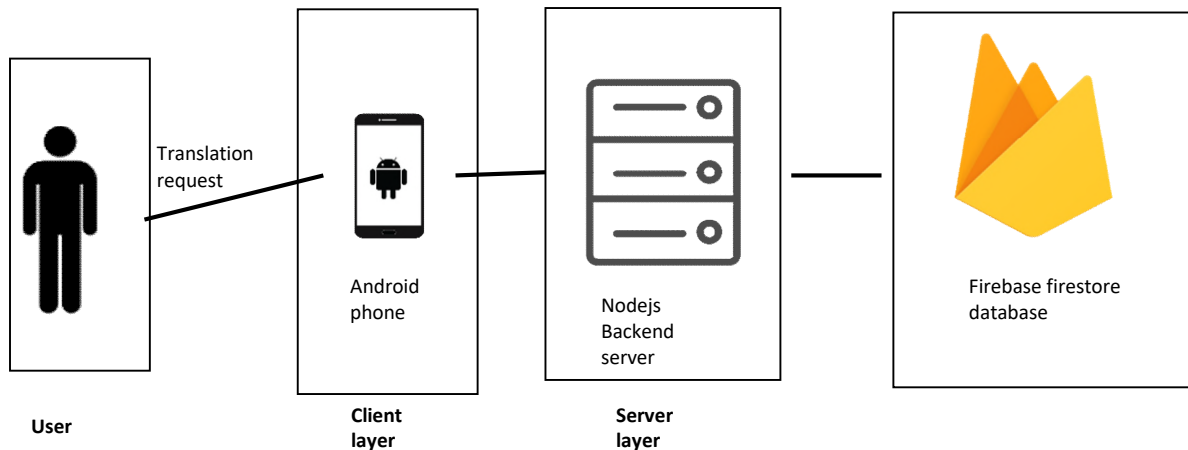 Translation
request
Android
phone
Nodejs
Backend
server
Firebase firestore
database
User
Client
layer
Server
layer